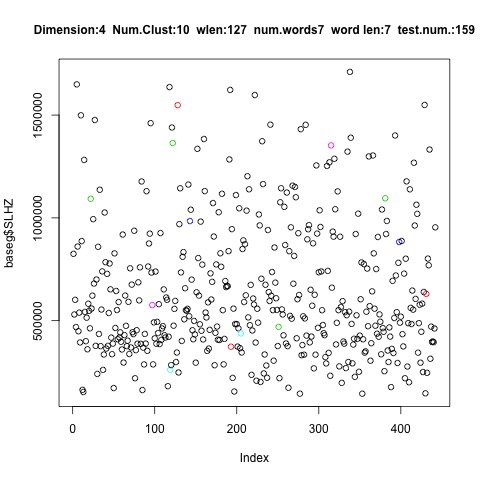 Dimension:4 Num.Clust:10 wlen:127 num.words7 word len:7 test.num.:159
1500000
1000000
500000
baseg$SLHZ
0 100 200 300 400
Index